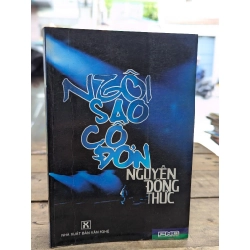 NGÔI
SAO
CÔ
ĐƠN
NGUYỄN
ĐÔNG
THỨC
NHÀ XUẤT BẢN VĂN NGHỆ